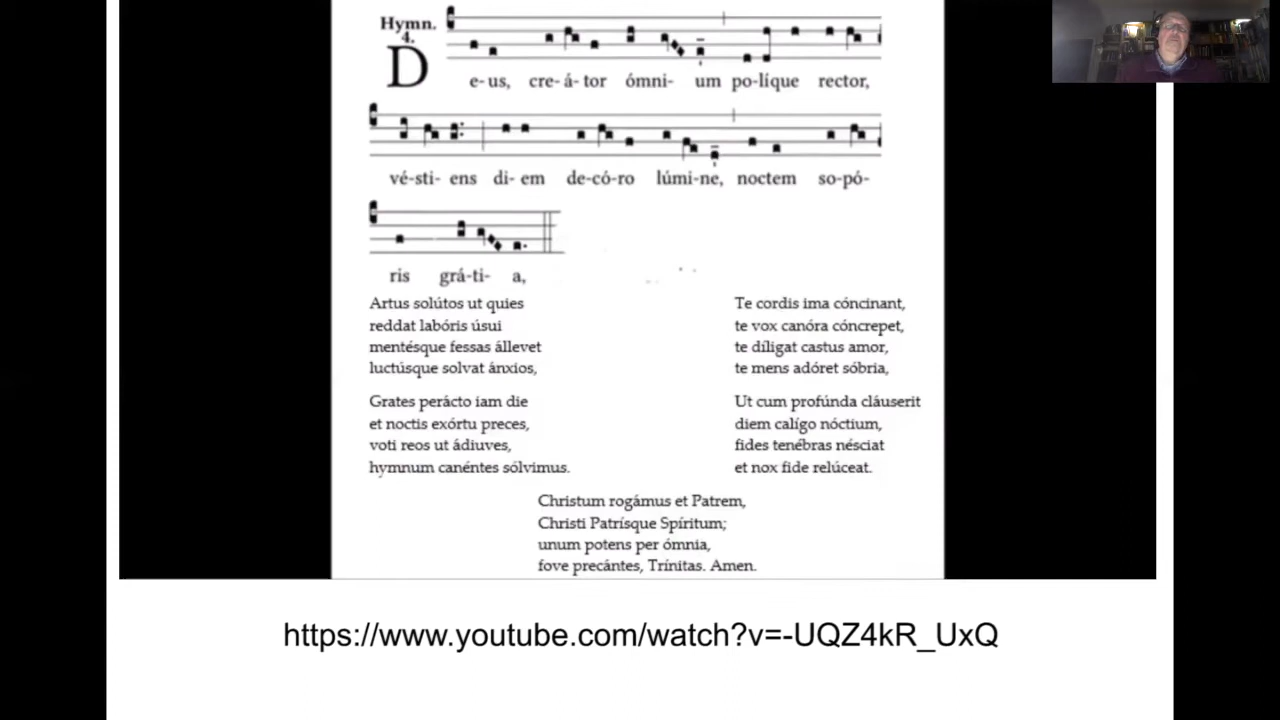 Hymn.
4.
De-us, cre-á-tor ómni- um po-líque rector,
vé-sti- ens di- em de-có-ro lúmi-ne, noctem so-pó-
ris grá-ti- a,
Artus solútos ut quies
reddat labóris úsui
mentésque fessas állevet
luctúsque solvat ánxios,
Grates perácto iam die
et noctis exórtu preces,
voti reos ut ádiuves,
hymnum canéntes sólvimus.
Te cordis ima cóncinant,
te vox canóra cóncrepet,
te díligat castus amor,
te mens adóret sóbria,
Ut cum profúnda cláuserit
diem calígo nóctium,
fides tenébras nésciat
et nox fide relúceat.
Christum rogámus et Patrem,
Christi Patrísque Spíritum;
unum potens per ómnia,
fove precántes, Trínitas. Amen.
https://www.youtube.com/watch?v=-UQZ4kR_UxQ